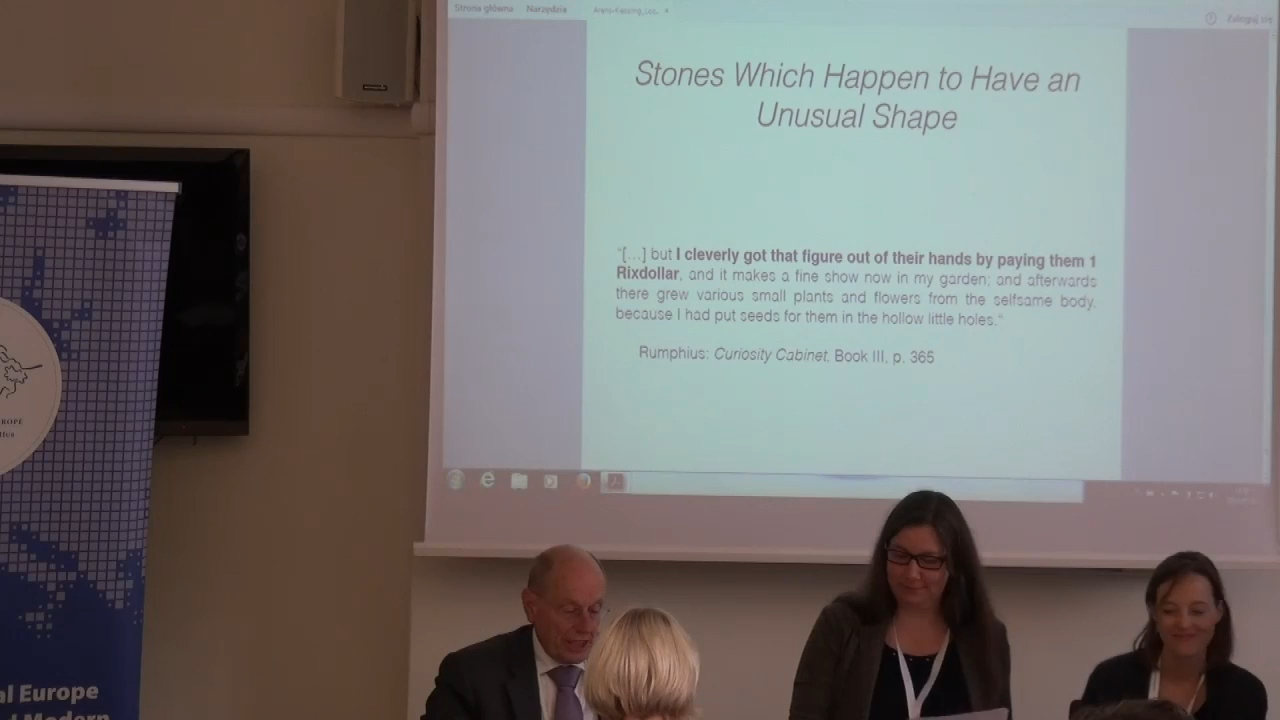 Strona główna Narzędzia
Zaloguj się
Stones Which Happen to Have an
Unusual Shape
"[...] but I cleverly got that figure out of their hands by paying them 1
Rixdollar, and it makes a fine show now in my garden; and afterwards
there grew various small plants and flowers from the selfsame body,
because I had put seeds for them in the hollow little holes."
Rumphius: Curiosity Cabinet, Book III, p. 365
al Europe